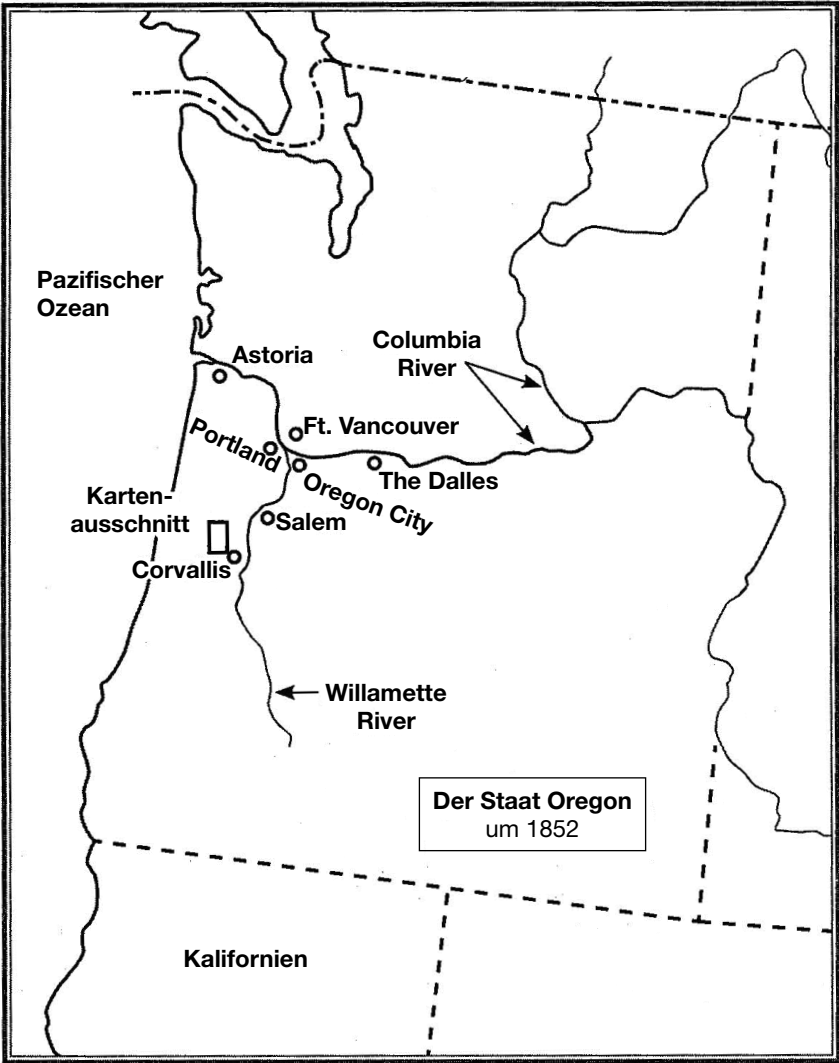 Pazifischer
Ozean
Astoria
Columbia
River
Ft. Vancouver
Portland
The Dalles
Oregon City
Karten-
ausschnitt
Salem
Corvallis
Willamette
River
Der Staat Oregon
um 1852
Kalifornien